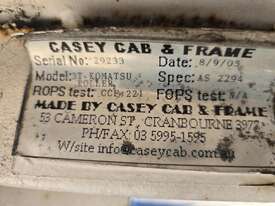 CASEY CAB & FRAME
Serial No: 29233 Date: 8/9/05
Model: 3T-KOMATSU Spec: AS 2294
ROLLER
ROPS test: CCF 221 FOPS test: N/A
MADE BY CASEY CAB & FRAME
53 CAMERON ST, CRANBOURNE 3977
PH/FAX: 03 5995-1595
W/site info@caseycab.com.au